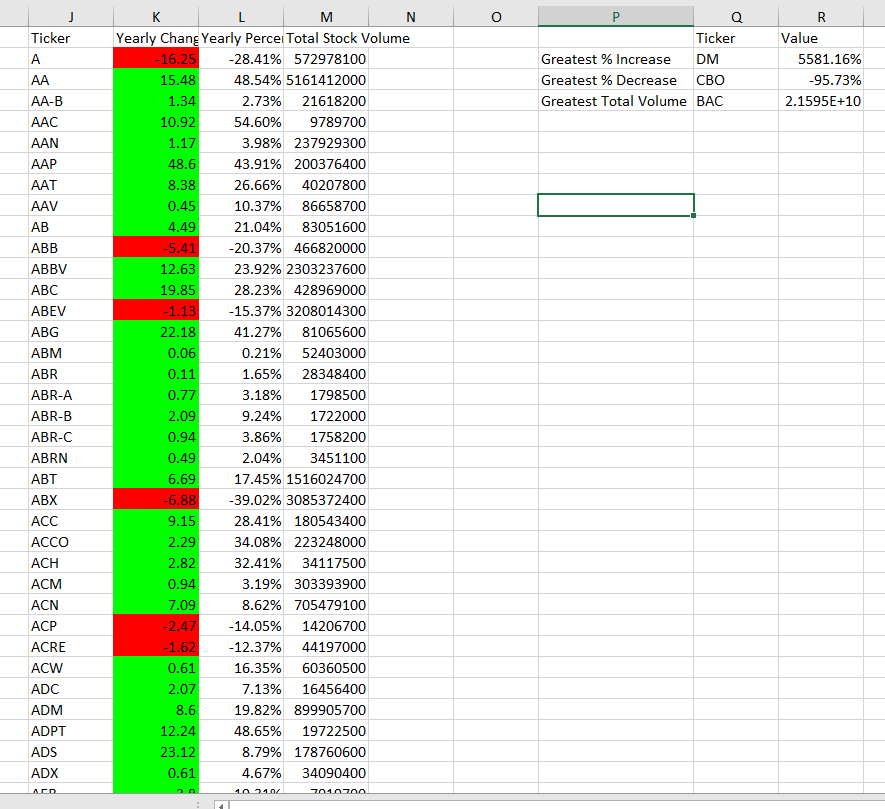 J K L M N O P Q R
Ticker Yearly Chang Yearly Percei Total Stock Volume Ticker Value
A -16.25 -28.41% 572978100 Greatest % Increase DM 5581.16%
AA 15.48 48.54% 5161412000 Greatest % Decrease CBO -95.73%
AA-B 1.34 2.73% 21618200 Greatest Total Volume BAC 2.1595E+10
AAC 10.92 54.60% 9789700
AAN 1.17 3.98% 237929300
AAP 48.6 43.91% 200376400
AAT 8.38 26.66% 40207800
AAV 0.45 10.37% 86658700
AB 4.49 21.04% 83051600
ABB -5.41 -20.37% 466820000
ABBV 12.63 23.92% 2303237600
ABC 19.85 28.23% 428969000
ABEV -1.13 -15.37% 3208014300
ABG 22.18 41.27% 81065600
ABM 0.06 0.21% 52403000
ABR 0.11 1.65% 28348400
ABR-A 0.77 3.18% 1798500
ABR-B 2.09 9.24% 1722000
ABR-C 0.94 3.86% 1758200
ABRN 0.49 2.04% 3451100
ABT 6.69 17.45% 1516024700
ABX -6.88 -39.02% 3085372400
ACC 9.15 28.41% 180543400
ACCO 2.29 34.08% 223248000
ACH 2.82 32.41% 34117500
ACM 0.94 3.19% 303393900
ACN 7.09 8.62% 705479100
ACP -2.47 -14.05% 14206700
ACRE -1.62 -12.37% 44197000
ACW 0.61 16.35% 60360500
ADC 2.07 7.13% 16456400
ADM 8.6 19.82% 899905700
ADPT 12.24 48.65% 19722500
ADS 23.12 8.79% 178760600
ADX 0.61 4.67% 34090400